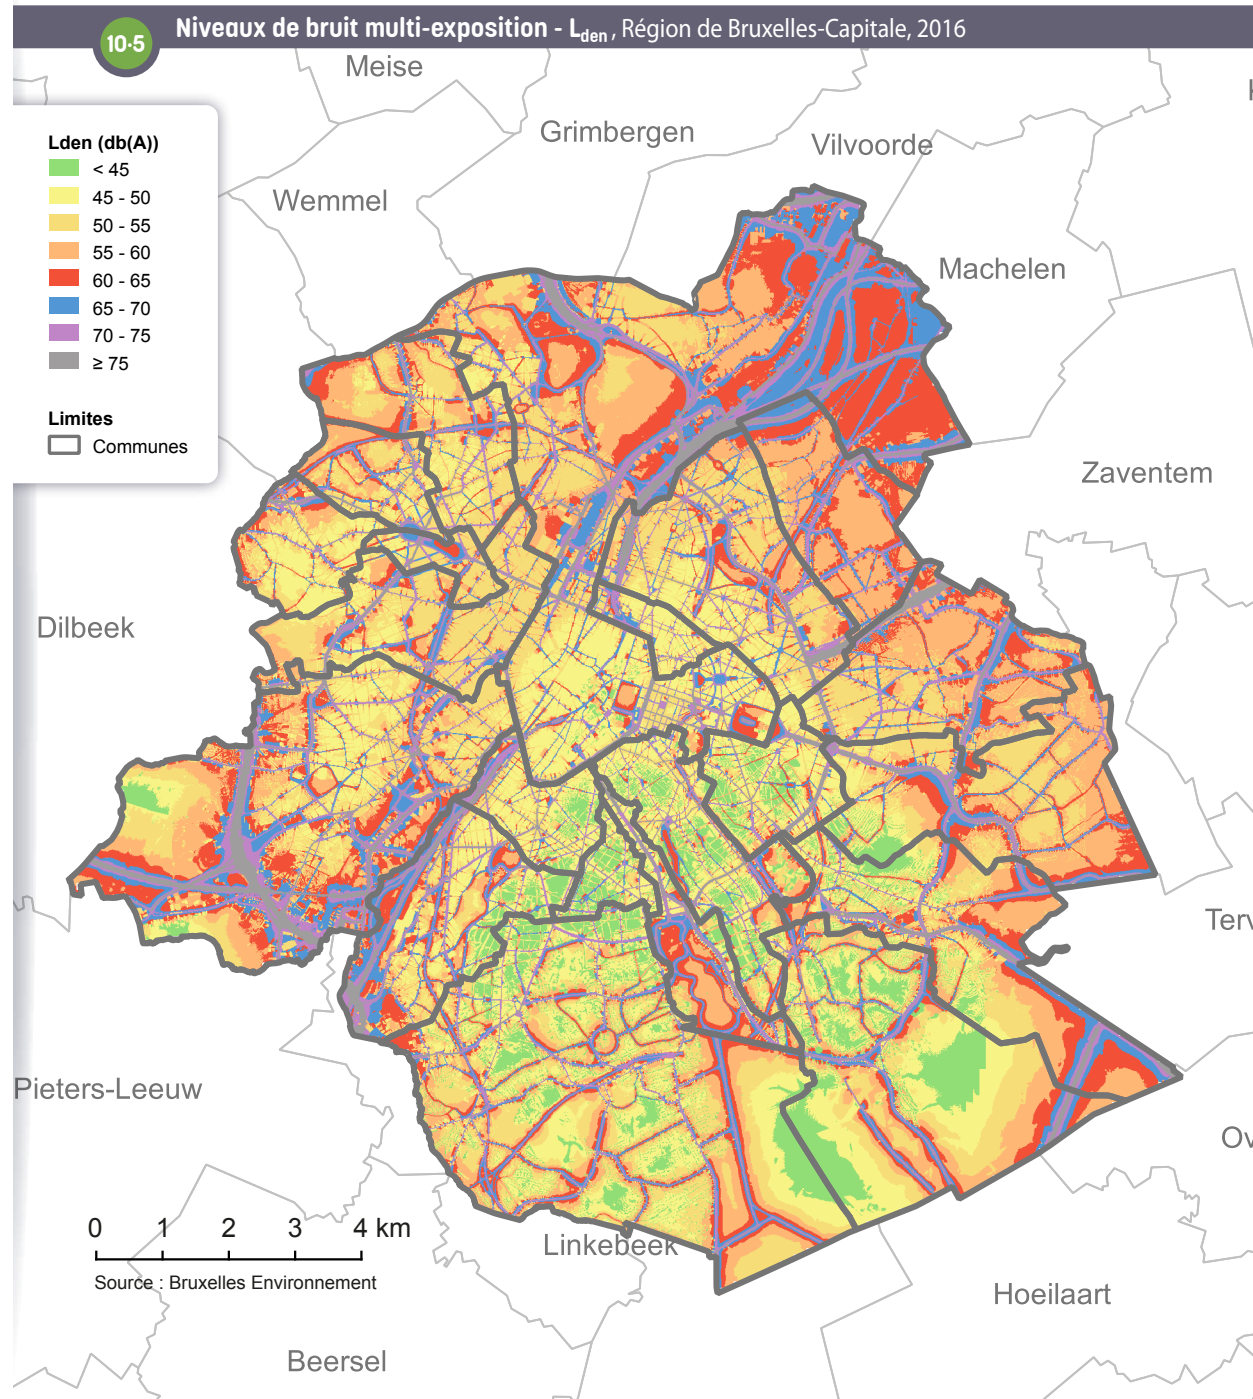 10·5
Niveaux de bruit multi-exposition - Lden, Région de Bruxelles-Capitale, 2016
Meise
Grimbergen
Vilvoorde
Lden (db(A))
< 45
45 - 50
50 - 55
55 - 60
60 - 65
65 - 70
70 - 75
≥ 75
Limites
Communes
Wemmel
Machelen
Zaventem
Dilbeek
Terv
Pieters-Leeuw
Ov
0 1 2 3 4 km
Source : Bruxelles Environnement
Linkebeek
Hoeilaart
Beersel